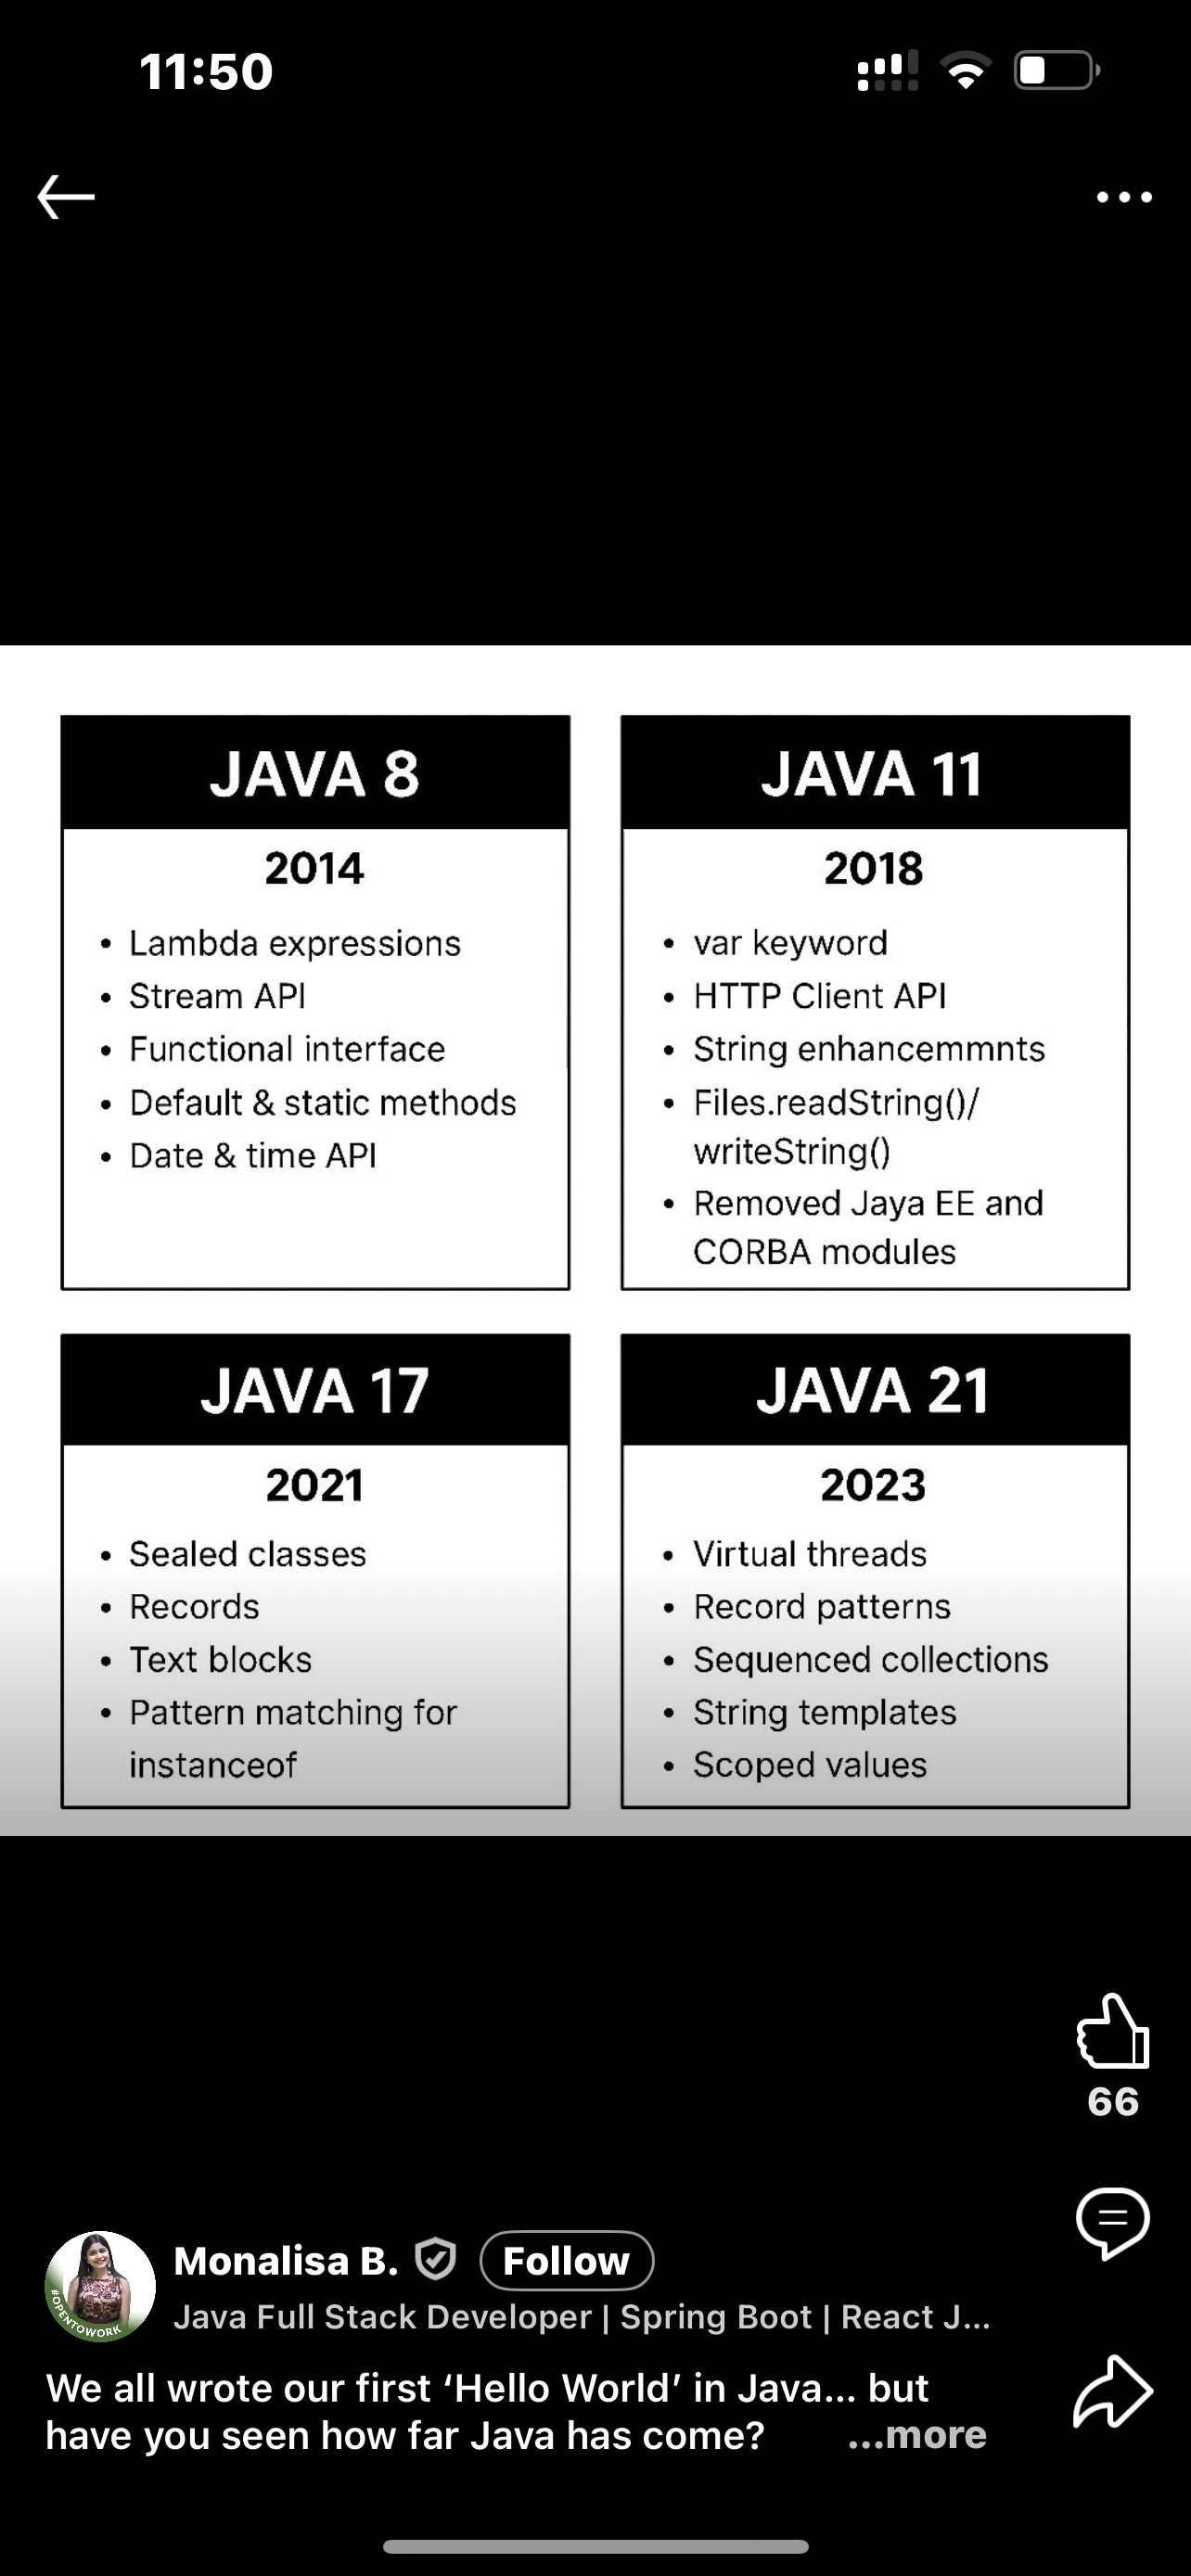 11:50
JAVA 8
2014
• Lambda expressions
• Stream API
• Functional interface
• Default & static methods
• Date & time API
JAVA 11
2018
• var keyword
• HTTP Client API
• String enhancemmnts
• Files.readString()/
writeString()
• Removed Jaya EE and
CORBA modules
JAVA 17
2021
• Sealed classes
• Records
• Text blocks
• Pattern matching for
instanceof
JAVA 21
2023
• Virtual threads
• Record patterns
• Sequenced collections
• String templates
• Scoped values
66
#OPENTOWORK
Monalisa B. Follow
Java Full Stack Developer | Spring Boot | React J...
We all wrote our first ‘Hello World’ in Java... but
have you seen how far Java has come? ...more